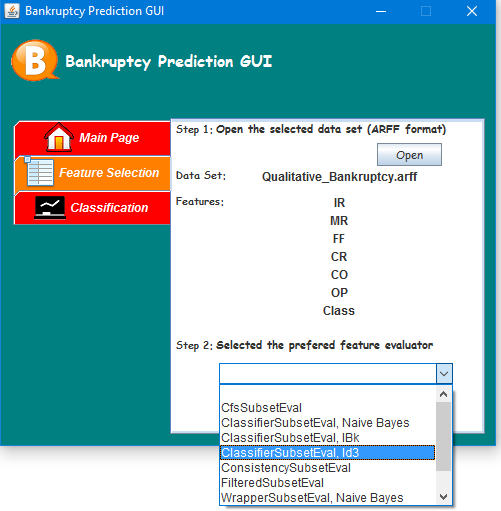 Bankruptcy Prediction GUI
B Bankruptcy Prediction GUI
Main Page
Feature Selection
Classification
Step 1: Open the selected data set (ARFF format)
Open
Data Set: Qualitative_Bankruptcy.arff
Features: IR
MR
FF
CR
CO
OP
Class
Step 2: Selected the prefered feature evaluator
CfsSubsetEval
ClassifierSubsetEval, Naive Bayes
ClassifierSubsetEval, IBk
ClassifierSubsetEval, Id3
ConsistencySubsetEval
FilteredSubsetEval
WrapperSubsetEval, Naive Bayes